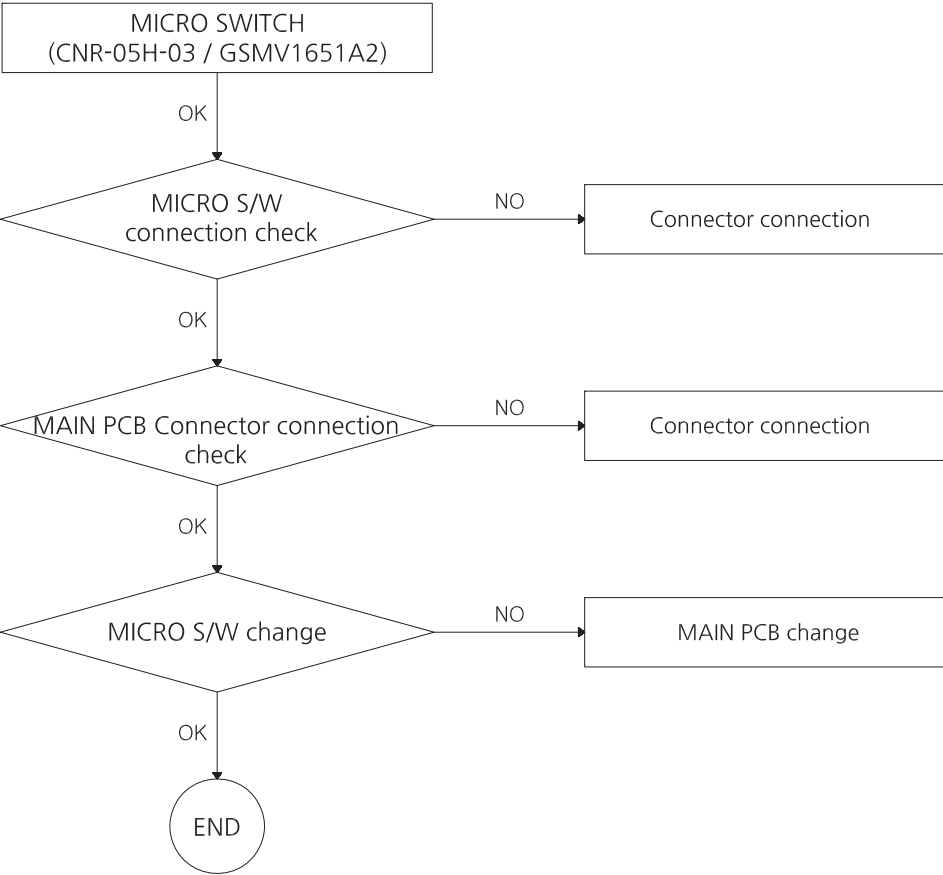 MICRO SWITCH
(CNR-05H-03 / GSMV1651A2)
OK
MICRO S/W
connection check
NO
Connector connection
OK
MAIN PCB Connector connection
check
NO
Connector connection
OK
MICRO S/W change
NO
MAIN PCB change
OK
END